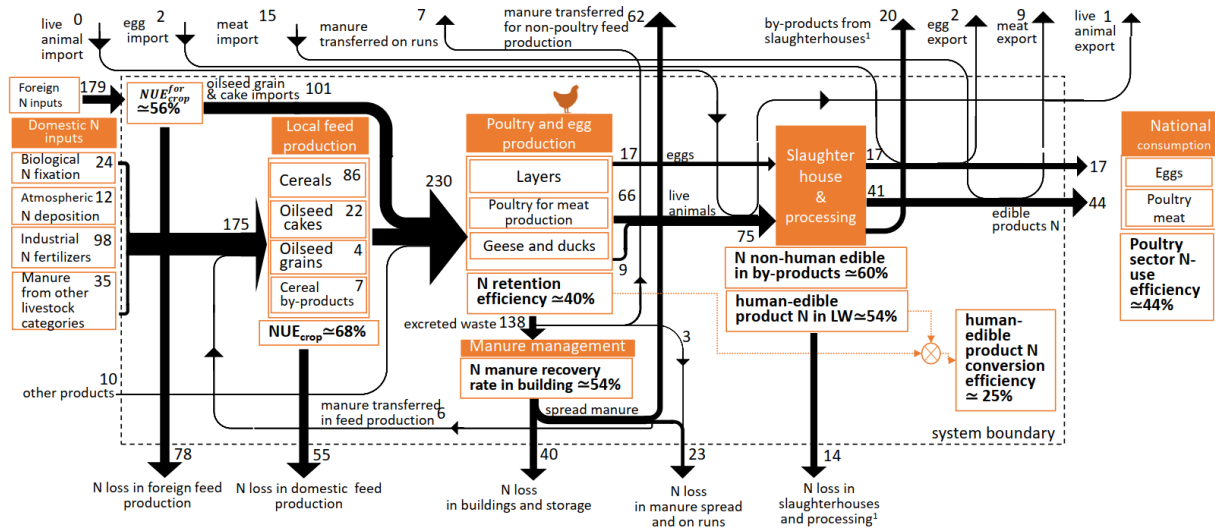 live
animal
import
0
egg
import
2
meat
import
15
manure
transferred on runs
7
manure transferred
for non-poultry feed
production
62
by-products from
slaughterhouses¹
20
egg
export
2
meat
export
9
live
animal
export
1
Foreign
N inputs
179
NUE^for_crop
≃56%
oilseed grain
& cake imports
101
Domestic N
inputs
Biological
N fixation
24
Atmospheric
N deposition
12
Industrial
N fertilizers
98
Manure
from other
livestock
categories
35
175
Local feed
production
Cereals
86
Oilseed
cakes
22
Oilseed
grains
4
Cereal
by-products
7
NUEcrop≃68%
230
Poultry and egg
production
Layers
Poultry for meat
production
Geese and ducks
N retention
efficiency ≃40%
17
eggs
66
live
animals
9
75
Slaughter
house
&
processing
17
41
edible
products N
17
44
National
consumption
Eggs
Poultry
meat
Poultry
sector N-
use
efficiency
≃44%
N non-human edible
in by-products ≃60%
human-edible
product N in LW≃54%
human-
edible
product N
conversion
efficiency
≃ 25%
excreted waste
138
Manure management
N manure recovery
rate in building ≃54%
3
spread manure
10
other products
manure transferred
in feed production
6
system boundary
78
N loss in foreign feed
production
55
N loss in domestic feed
production
40
N loss
in buildings and storage
23
N loss
in manure spread
and on runs
14
N loss in
slaughterhouses
and processing¹